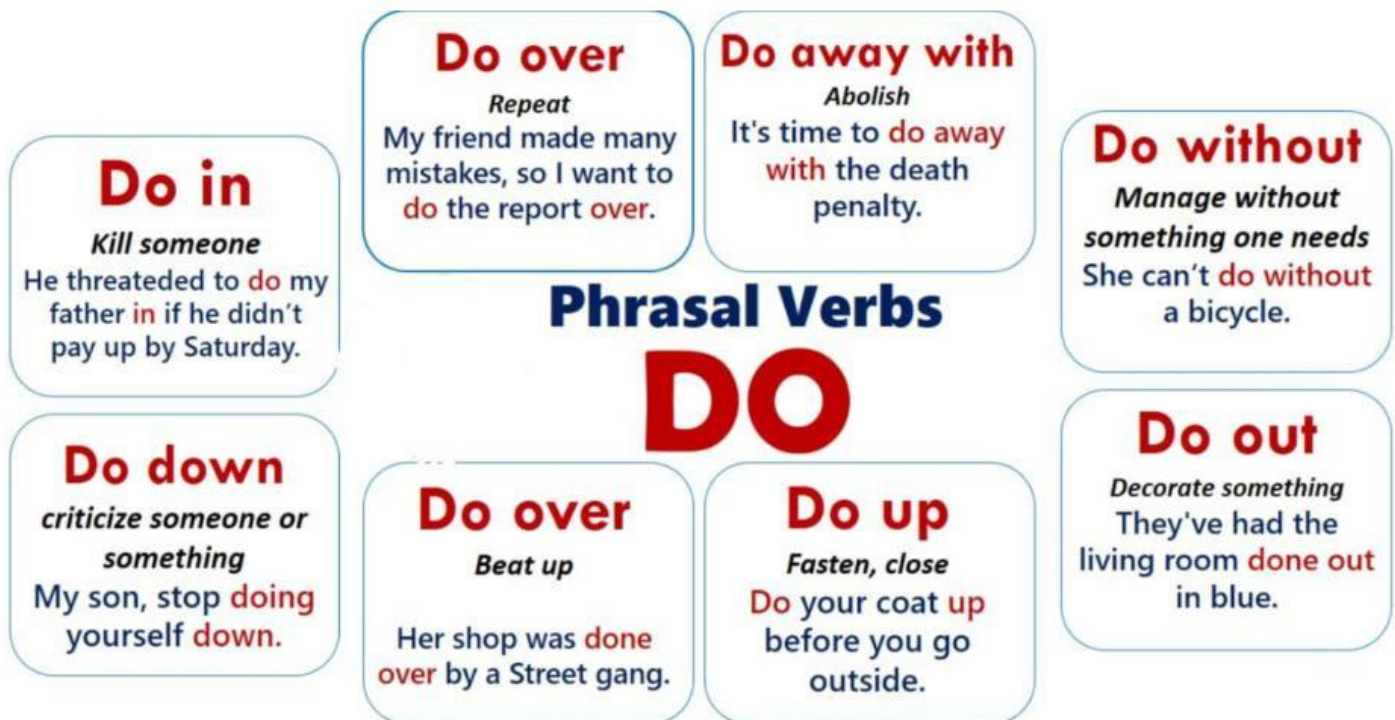 Do over
Repeat
My friend made many
mistakes, so I want to
do the report over.
Do away with
Abolish
It's time to do away
with the death
penalty.
Do in
Kill someone
He threateded to do my
father in if he didn't
pay up by Saturday.
Do without
Manage without
something one needs
She can't do without
a bicycle.
Phrasal Verbs
DO
Do down
criticize someone or
something
My son, stop doing
yourself down.
Do over
Beat up
Her shop was done
over by a Street gang.
Do up
Fasten, close
Do your coat up
before you go
outside.
Do out
Decorate something
They've had the
living room done out
in blue.